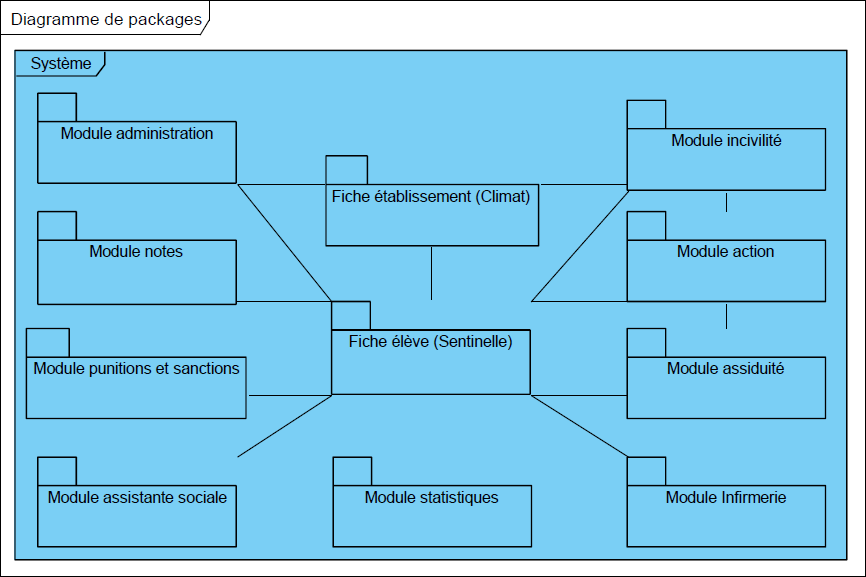 Diagramme de packages
Système
Module administration
Module incivilité
Fiche établissement (Climat)
Module notes
Module action
Fiche élève (Sentinelle)
Module punitions et sanctions
Module assiduité
Module assistante sociale
Module statistiques
Module Infirmerie